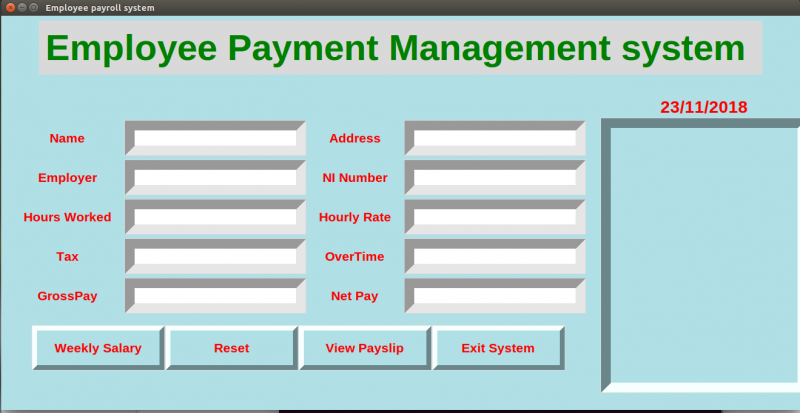 Employee payroll system
Employee Payment Management system
23/11/2018
Name Address
Employer NI Number
Hours Worked Hourly Rate
Tax OverTime
GrossPay Net Pay
Weekly Salary Reset View Payslip Exit System